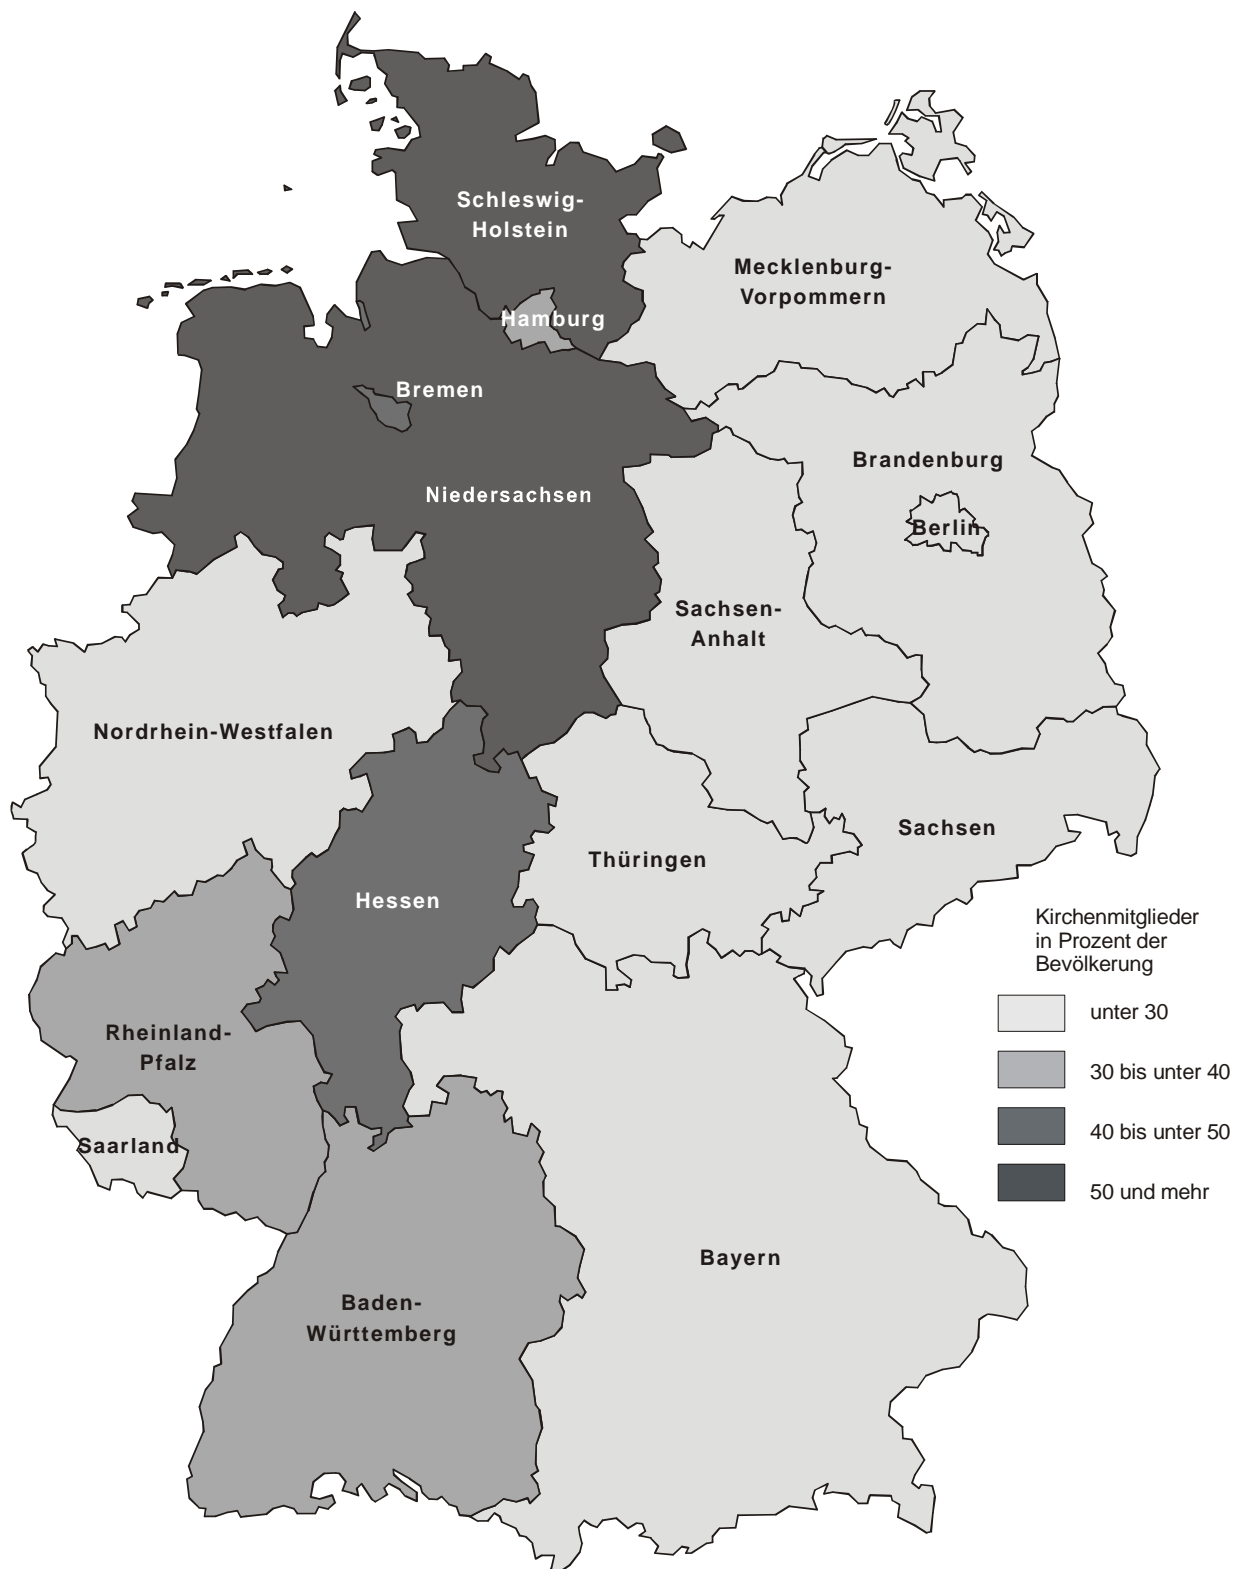 Schleswig-
Holstein
Mecklenburg-
Vorpommern
Hamburg
Bremen
Brandenburg
Niedersachsen
Berlin
Sachsen-
Anhalt
Nordrhein-Westfalen
Sachsen
Thüringen
Hessen
Rheinland-
Pfalz
Saarland
Bayern
Baden-
Württemberg
Kirchenmitglieder
in Prozent der
Bevölkerung
unter 30
30 bis unter 40
40 bis unter 50
50 und mehr